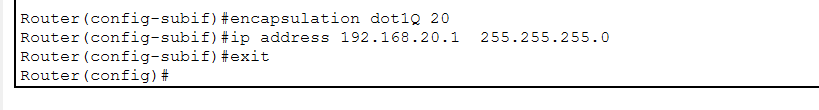 Router(config-subif)#encapsulation dot1Q 20
Router(config-subif)#ip address 192.168.20.1  255.255.255.0
Router(config-subif)#exit
Router(config)#